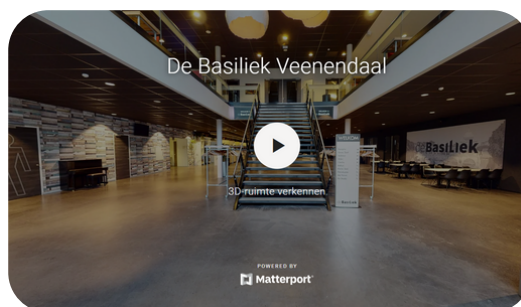 De Basiliek Veenendaal
BasiLIek
3D-ruimte verkennen
POWERED BY
Matterport